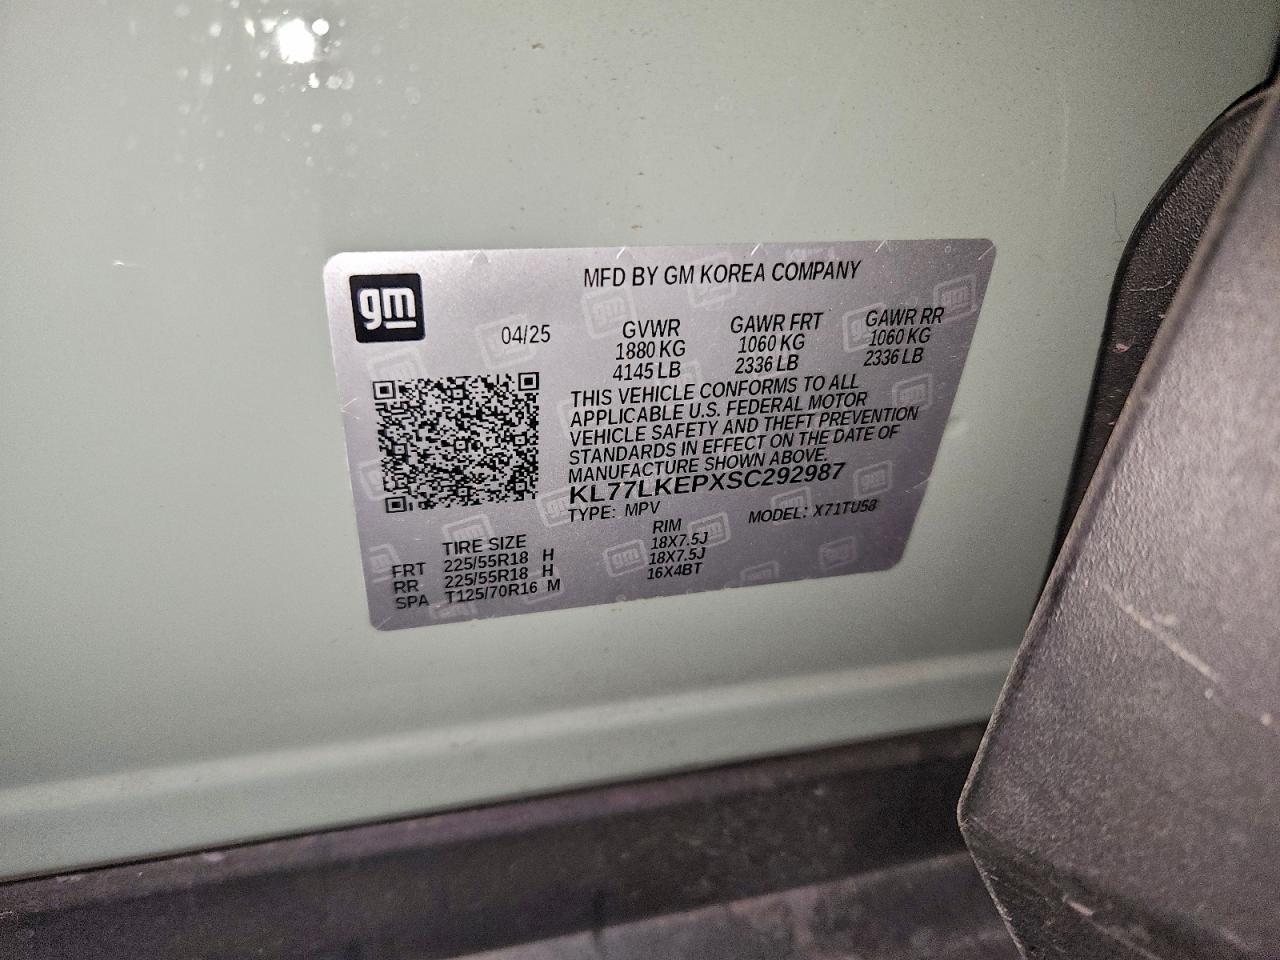 gm
MFD BY GM KOREA COMPANY
04/25
GVWR GAWR FRT GAWR RR
1880 KG 1060 KG 1060 KG
4145 LB 2336 LB 2336 LB
THIS VEHICLE CONFORMS TO ALL
APPLICABLE U.S. FEDERAL MOTOR
VEHICLE SAFETY AND THEFT PREVENTION
STANDARDS IN EFFECT ON THE DATE OF
MANUFACTURE SHOWN ABOVE.
KL77LKEPXSC292987
TYPE: MPV MODEL: X71TU58
TIRE SIZE RIM
FRT 225/55R18 H 18X7.5J
RR 225/55R18 H 18X7.5J
SPA T125/70R16 M 16X4BT